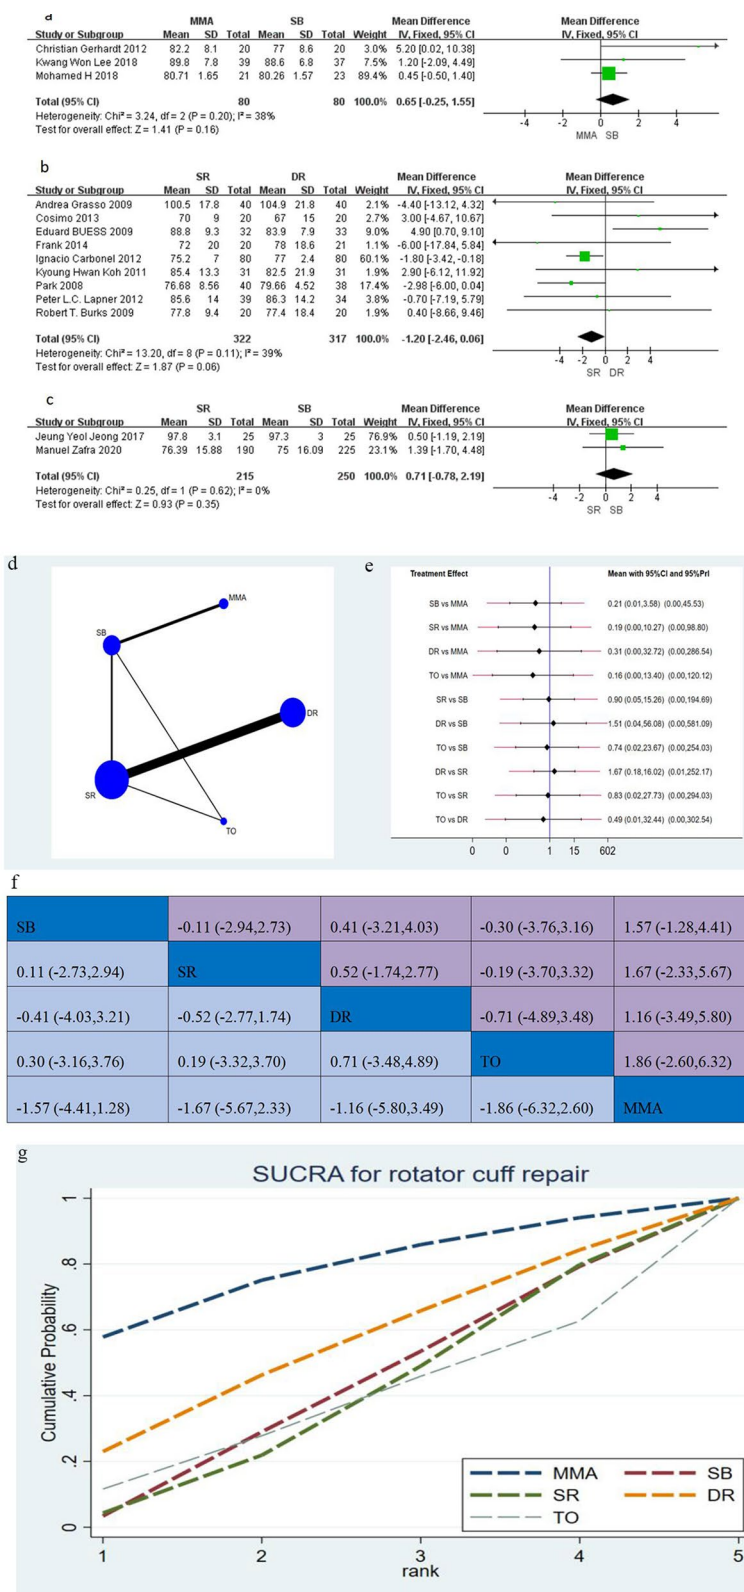 a
MMA SB Mean Difference Mean Difference
Study or Subgroup Mean SD Total Mean SD Total Weight IV, Fixed, 95% CI IV, Fixed, 95% CI
Christian Gerhardt 2012 82.2 8.1 20 77 8.6 20 3.0% 5.20 [0.02, 10.38]
Kwang Won Lee 2018 89.8 7.8 39 88.6 6.8 37 7.5% 1.20 [-2.09, 4.49]
Mohamed H 2018 80.71 1.65 21 80.26 1.57 23 89.4% 0.45 [-0.50, 1.40]
Total (95% CI) 80 80 100.0% 0.65 [-0.25, 1.55]
Heterogeneity: Chi² = 3.24, df = 2 (P = 0.20); I² = 38%
Test for overall effect: Z = 1.41 (P = 0.16)
-4 -2 0 2 4
MMA SB
b
SR DR Mean Difference Mean Difference
Study or Subgroup Mean SD Total Mean SD Total Weight IV, Fixed, 95% CI IV, Fixed, 95% CI
Andrea Grasso 2009 100.5 17.8 40 104.9 21.8 40 2.1% -4.40 [-13.12, 4.32]
Cosimo 2013 70 9 20 67 15 20 2.7% 3.00 [-4.67, 10.67]
Eduard BUESS 2009 88.8 9.3 32 83.9 7.9 33 9.0% 4.90 [0.70, 9.10]
Frank 2014 72 20 20 78 18.6 21 1.1% -6.00 [-17.84, 5.84]
Ignacio Carbonel 2012 75.2 7 80 77 2.4 80 60.1% -1.80 [-3.42, -0.18]
Kyoung Hwan Koh 2011 85.4 13.3 31 82.5 21.9 31 1.9% 2.90 [-6.12, 11.92]
Park 2008 76.68 8.56 40 79.66 4.52 38 17.4% -2.98 [-6.00, 0.04]
Peter L.C. Lapner 2012 85.6 14 39 86.3 14.2 34 3.8% -0.70 [-7.19, 5.79]
Robert T. Burks 2009 77.8 9.4 20 77.4 18.4 20 1.9% 0.40 [-8.66, 9.46]
Total (95% CI) 322 317 100.0% -1.20 [-2.46, 0.06]
Heterogeneity: Chi² = 13.20, df = 8 (P = 0.11); I² = 39%
Test for overall effect: Z = 1.87 (P = 0.06)
-4 -2 0 2 4
SR DR
c
SR SB Mean Difference Mean Difference
Study or Subgroup Mean SD Total Mean SD Total Weight IV, Fixed, 95% CI IV, Fixed, 95% CI
Jeung Yeol Jeong 2017 97.8 3.1 25 97.3 3 25 76.9% 0.50 [-1.19, 2.19]
Manuel Zafra 2020 76.39 15.88 190 75 16.09 225 23.1% 1.39 [-1.70, 4.48]
Total (95% CI) 215 250 100.0% 0.71 [-0.78, 2.19]
Heterogeneity: Chi² = 0.25, df = 1 (P = 0.62); I² = 0%
Test for overall effect: Z = 0.93 (P = 0.35)
-4 -2 0 2 4
SR SB
d
MMA
SB
DR
SR
TO
e
Treatment Effect Mean with 95%CI and 95%PrI
SB vs MMA 0.21 (0.01,3.58) (0.00,45.53)
SR vs MMA 0.19 (0.00,10.27) (0.00,98.80)
DR vs MMA 0.31 (0.00,32.72) (0.00,286.54)
TO vs MMA 0.16 (0.00,13.40) (0.00,120.12)
SR vs SB 0.90 (0.05,15.26) (0.00,194.69)
DR vs SB 1.51 (0.04,56.08) (0.00,581.09)
TO vs SB 0.74 (0.02,23.67) (0.00,254.03)
DR vs SR 1.67 (0.18,16.02) (0.01,252.17)
TO vs SR 0.83 (0.02,27.73) (0.00,294.03)
TO vs DR 0.49 (0.01,32.44) (0.00,302.54)
0 0 1 15 602
f
SB -0.11 (-2.94,2.73) 0.41 (-3.21,4.03) -0.30 (-3.76,3.16) 1.57 (-1.28,4.41)
0.11 (-2.73,2.94) SR 0.52 (-1.74,2.77) -0.19 (-3.70,3.32) 1.67 (-2.33,5.67)
-0.41 (-4.03,3.21) -0.52 (-2.77,1.74) DR -0.71 (-4.89,3.48) 1.16 (-3.49,5.80)
0.30 (-3.16,3.76) 0.19 (-3.32,3.70) 0.71 (-3.48,4.89) TO 1.86 (-2.60,6.32)
-1.57 (-4.41,1.28) -1.67 (-5.67,2.33) -1.16 (-5.80,3.49) -1.86 (-6.32,2.60) MMA
g
SUCRA for rotator cuff repair
Cumulative Probability
1
.8
.6
.4
.2
0
1 2 3 4 5
rank
MMA SB
SR DR
TO